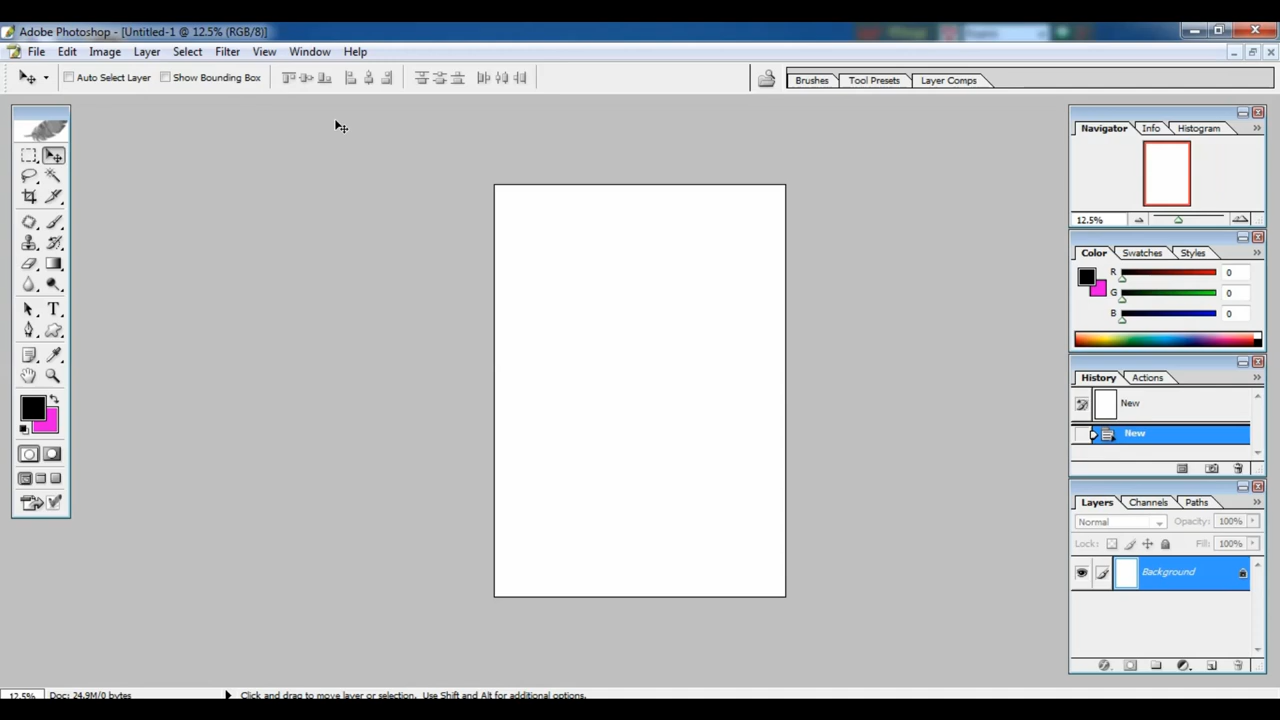 Adobe Photoshop - [Untitled-1 @ 12.5% (RGB/8)]
File Edit Image Layer Select Filter View Window Help
Auto Select Layer Show Bounding Box
Brushes Tool Presets Layer Comps
Navigator Info Histogram
12.5%
Color Swatches Styles
R 0
G 0
B 0
History Actions
New
New
Layers Channels Paths
Normal Opacity: 100%
Lock: Fill: 100%
Background
T
12.5% Doc: 24.9M/0 bytes Click and drag to move layer or selection. Use Shift and Alt for additional options.